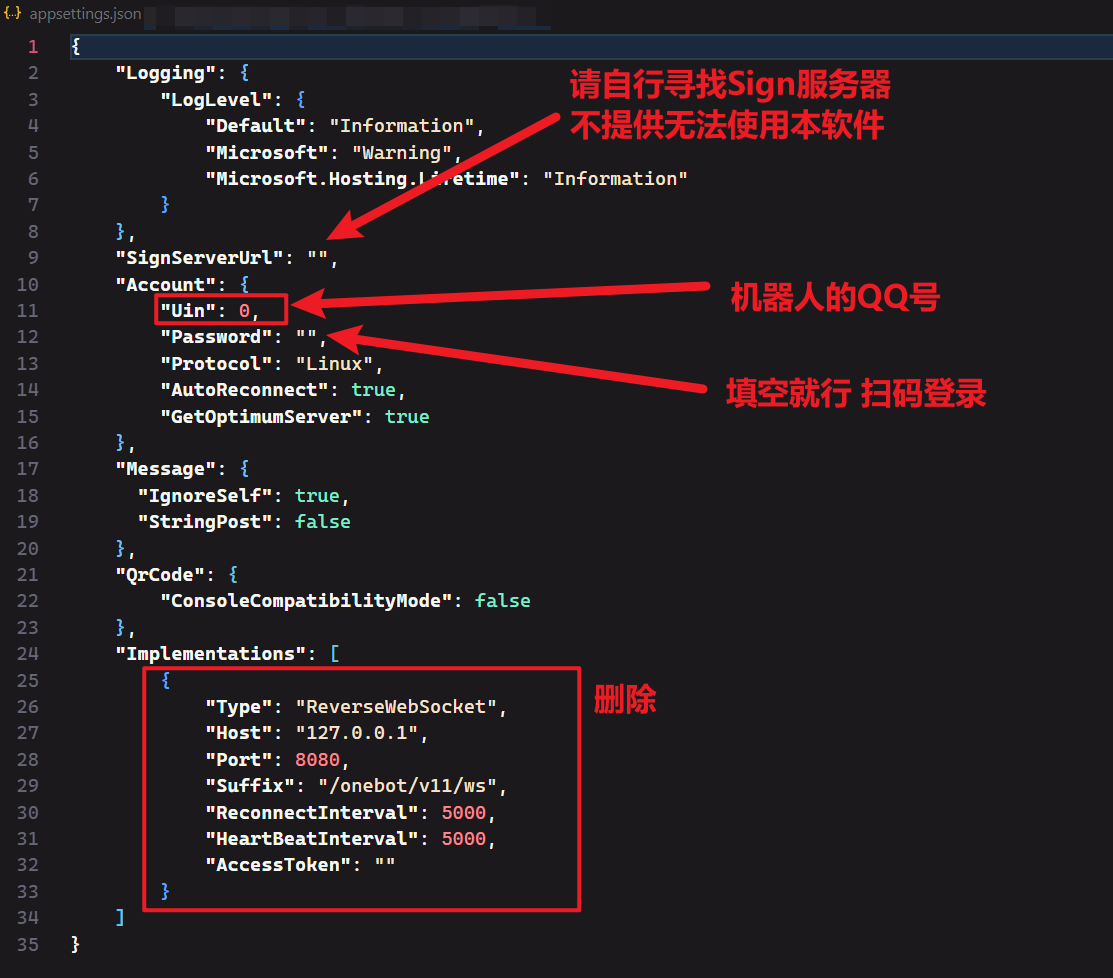 {..} appsettings.json
1 {
请自行寻找Sign服务器
不提供无法使用本软件
2 "Logging": {
3 "LogLevel": {
4 "Default": "Information",
5 "Microsoft": "Warning",
6 "Microsoft.Hosting.Lifetime": "Information"
7 }
8 },
9 "SignServerUrl": "",
10 "Account": {
11 "Uin": 0,
机器人的QQ号
12 "Password": "",
13 "Protocol": "Linux",
14 "AutoReconnect": true,
填空就行 扫码登录
15 "GetOptimumServer": true
16 },
17 "Message": {
18 "IgnoreSelf": true,
19 "StringPost": false
20 },
21 "QrCode": {
22 "ConsoleCompatibilityMode": false
23 },
24 "Implementations": [
25 {
删除
26 "Type": "ReverseWebSocket",
27 "Host": "127.0.0.1",
28 "Port": 8080,
29 "Suffix": "/onebot/v11/ws",
30 "ReconnectInterval": 5000,
31 "HeartBeatInterval": 5000,
32 "AccessToken": ""
33 }
34 ]
35 }